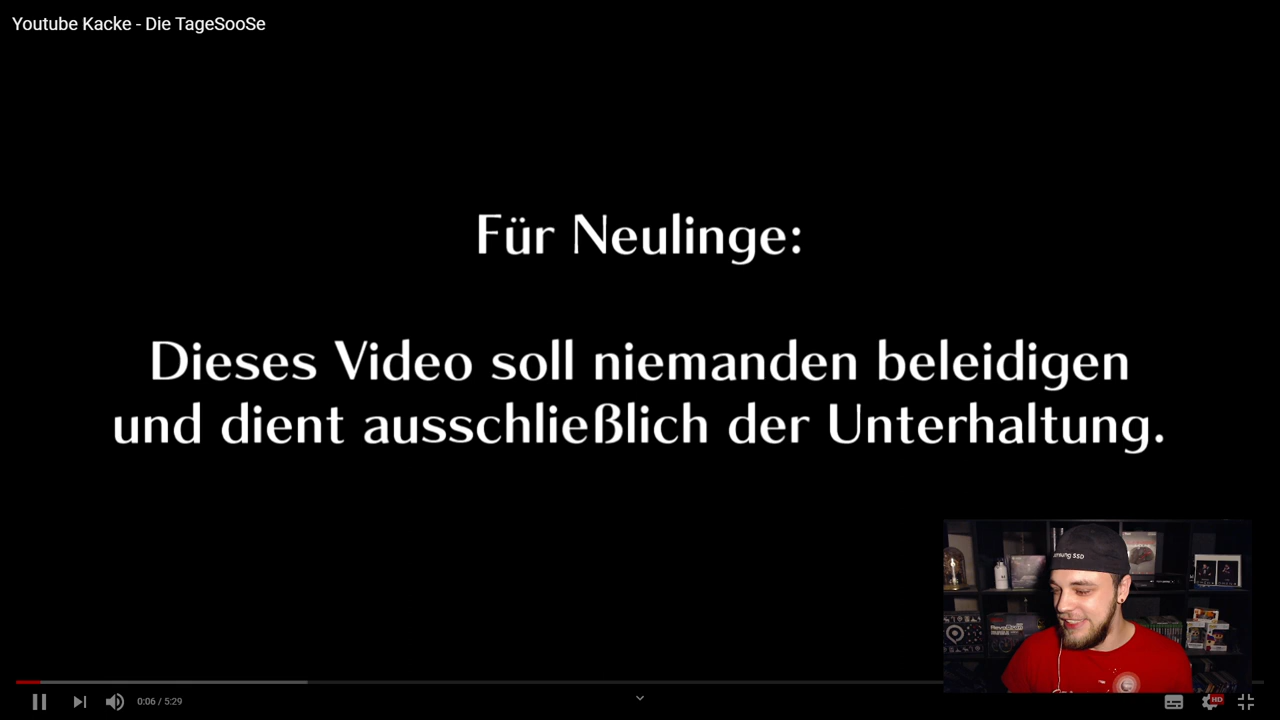 Youtube Kacke - Die TageSooSe
Für Neulinge:
Dieses Video soll niemanden beleidigen
und dient ausschließlich der Unterhaltung.
0:06 / 5:29
HD